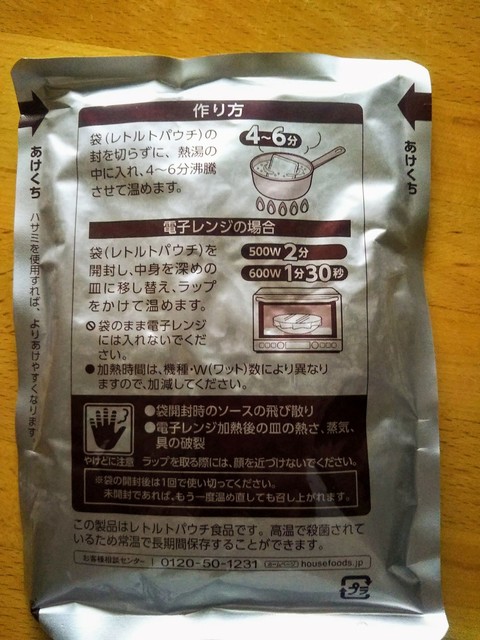 作り方
あけくち
あけくち
ハサミを使用すれば、よりあけやすくなります。
袋(レトルトパウチ)の
封を切らずに、熱湯の
中に入れ、4〜6分沸騰
させて温めます。
4〜6分
電子レンジの場合
袋(レトルトパウチ)を
開封し、中身を深めの
皿に移し替え、ラップ
をかけて温めます。
500W 2分
600W 1分30秒
袋のまま電子レンジ
には入れないでくだ
さい。
●加熱時間は、機種・W(ワット)数により異なり
ますので、加減してください。
●袋開封時のソースの飛び散り
●電子レンジ加熱後の皿の熱さ、蒸気、
具の破裂
やけどに注意 ラップを取る際には、顔を近づけないでください。
※袋の開封後は1回で使い切ってください。
未開封であれば、もう一度温め直しても召し上がれます。
この製品はレトルトパウチ食品です。高温で殺菌されて
いるため常温で長期間保存することができます。
お客様相談センター 0120-50-1231 ホームページ housefoods.jp
プラ